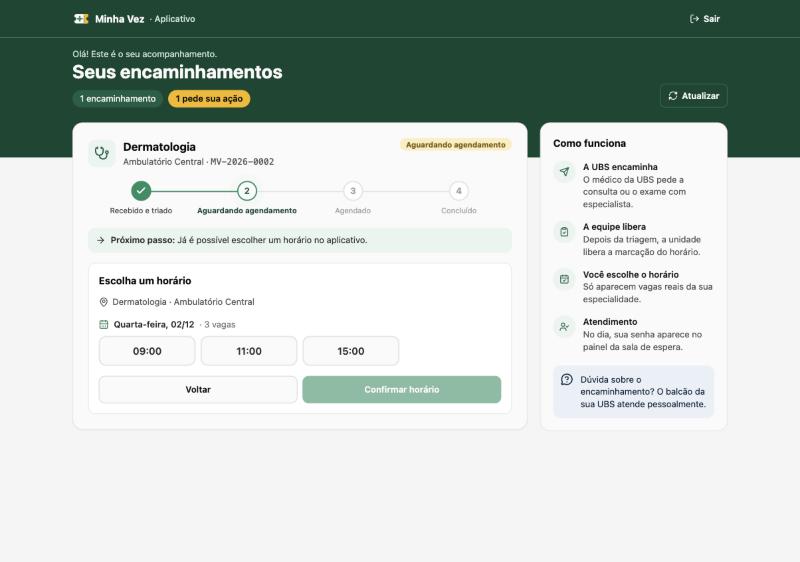 Minha Vez · Aplicativo
Sair
Olá! Este é o seu acompanhamento.
Seus encaminhamentos
1 encaminhamento
1 pede sua ação
Atualizar
Dermatologia
Ambulatório Central · MV-2026-0002
Aguardando agendamento
2
3
4
Recebido e triado
Aguardando agendamento
Agendado
Concluído
Próximo passo: Já é possível escolher um horário no aplicativo.
Escolha um horário
Dermatologia · Ambulatório Central
Quarta-feira, 02/12 · 3 vagas
09:00
11:00
15:00
Voltar
Confirmar horário
Como funciona
A UBS encaminha
O médico da UBS pede a
consulta ou o exame com
especialista.
A equipe libera
Depois da triagem, a unidade
libera a marcação do horário.
Você escolhe o horário
Só aparecem vagas reais da sua
especialidade.
Atendimento
No dia, sua senha aparece no
painel da sala de espera.
Dúvida sobre o
encaminhamento? O balcão da
sua UBS atende pessoalmente.